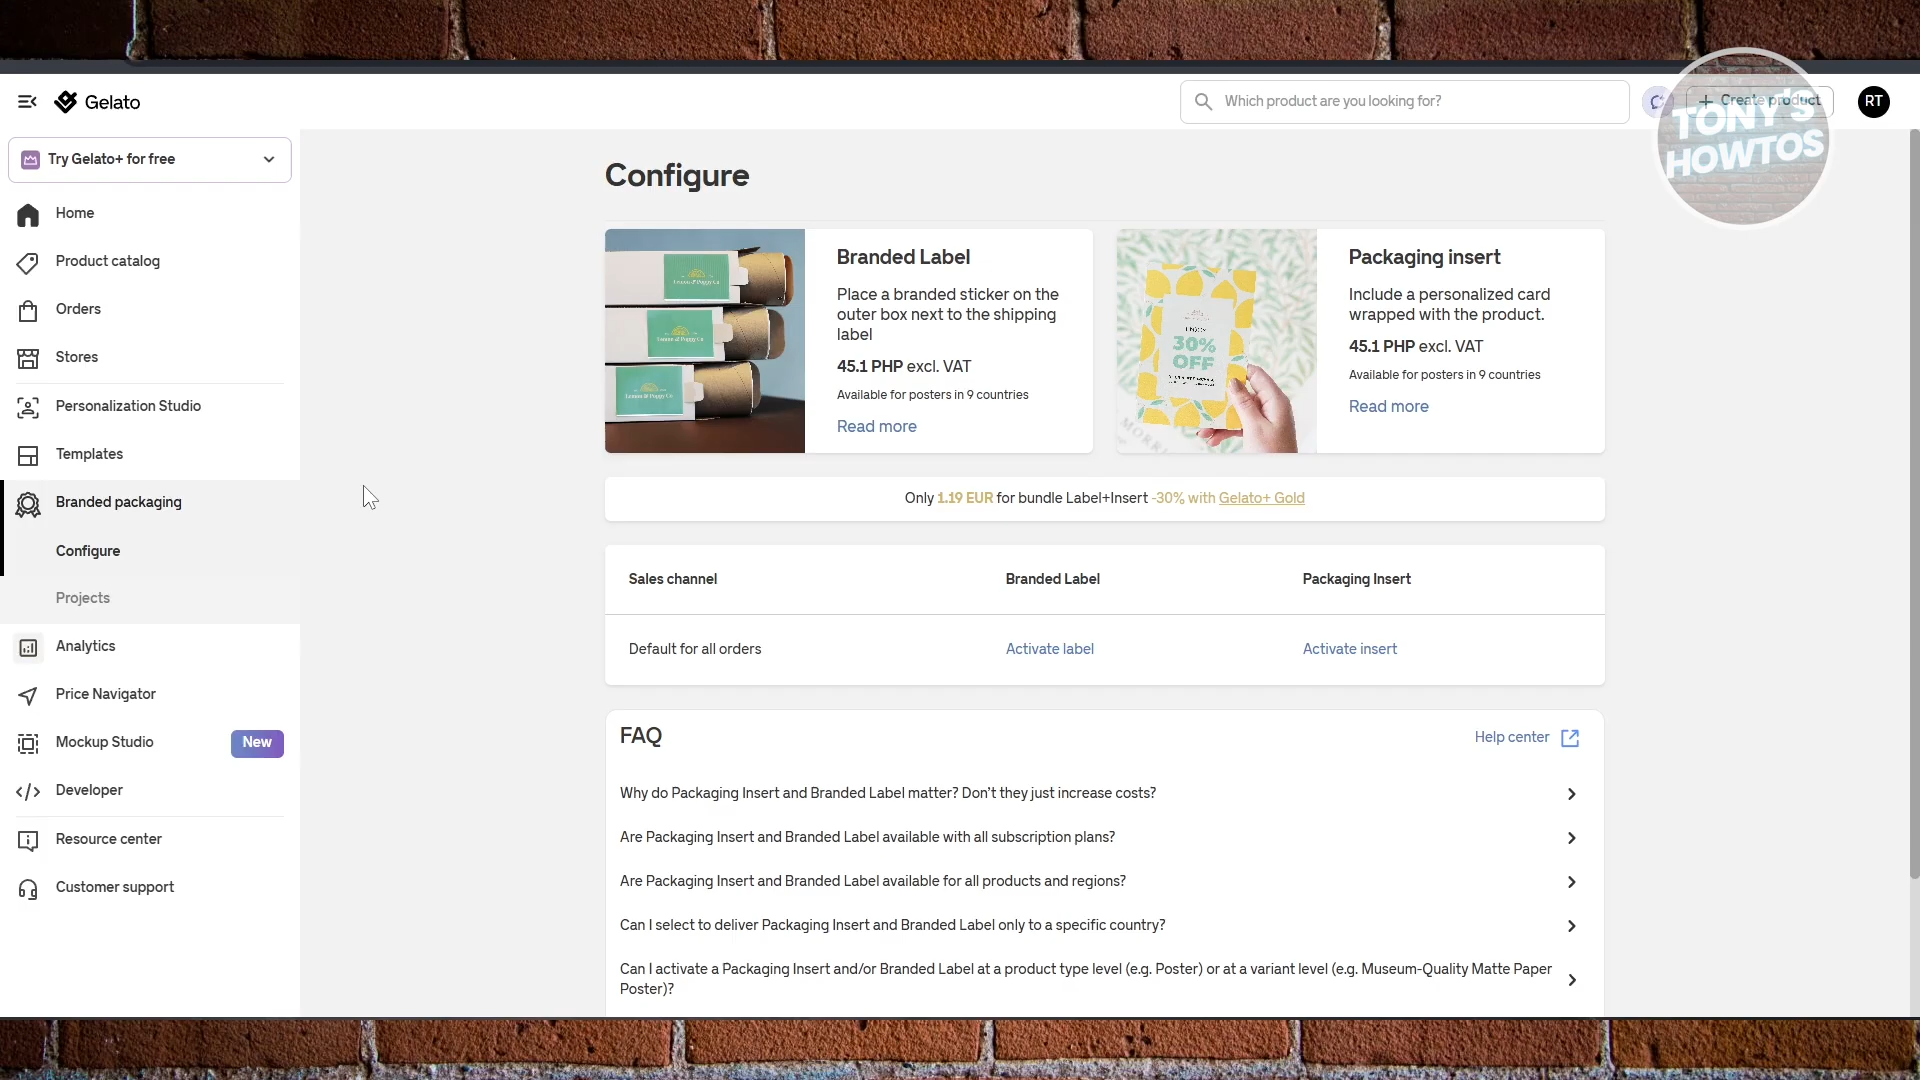 Gelato
Which product are you looking for?
Create product
RT
TONY'S
HOWTOS
Try Gelato+ for free
Home
Product catalog
Orders
Stores
Personalization Studio
Templates
Branded packaging
Configure
Projects
Analytics
Price Navigator
Mockup Studio
New
Developer
Resource center
Customer support
Configure
Branded Label
Place a branded sticker on the
outer box next to the shipping
label
45.1 PHP excl. VAT
Available for posters in 9 countries
Read more
Lemon & Poppy Co
Lemon & Poppy Co
Lemon & Poppy Co
Packaging insert
Include a personalized card
wrapped with the product.
45.1 PHP excl. VAT
Available for posters in 9 countries
Read more
ENJOY
30%
OFF
Only 1.19 EUR for bundle Label+Insert -30% with Gelato+ Gold
Sales channel
Branded Label
Packaging Insert
Default for all orders
Activate label
Activate insert
FAQ
Help center
Why do Packaging Insert and Branded Label matter? Don't they just increase costs?
Are Packaging Insert and Branded Label available with all subscription plans?
Are Packaging Insert and Branded Label available for all products and regions?
Can I select to deliver Packaging Insert and Branded Label only to a specific country?
Can I activate a Packaging Insert and/or Branded Label at a product type level (e.g. Poster) or at a variant level (e.g. Museum-Quality Matte Paper
Poster)?